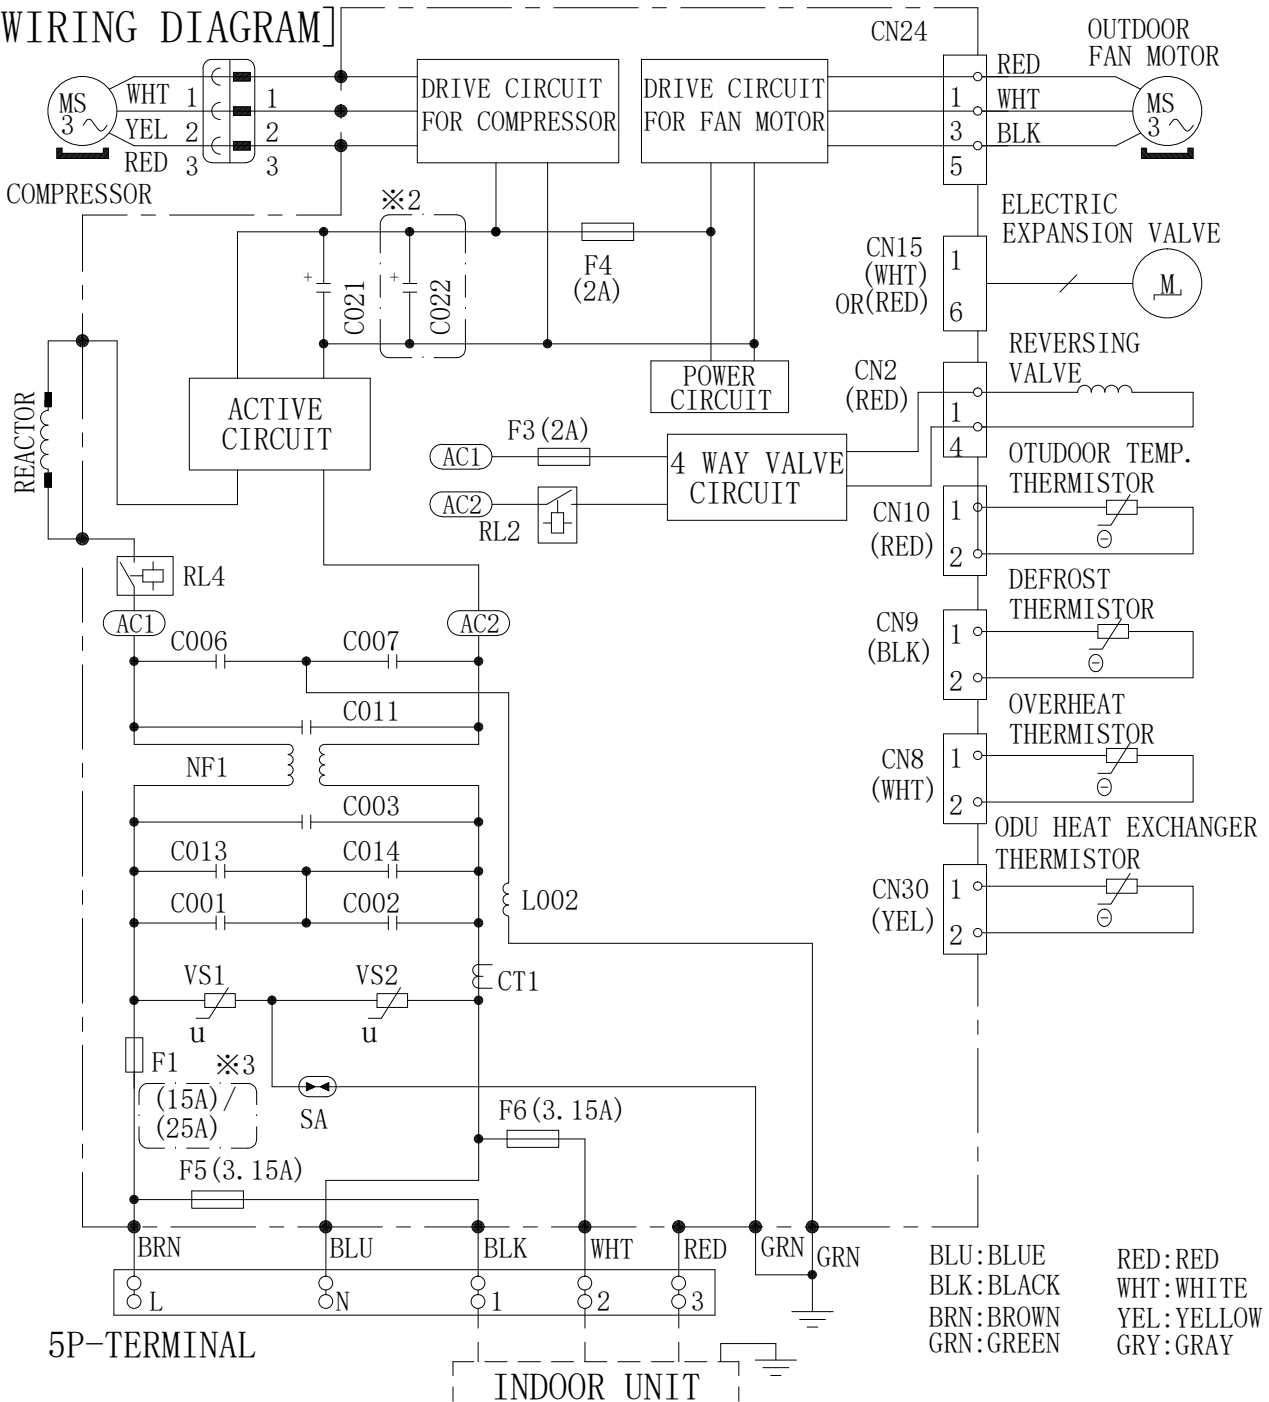 WIRING DIAGRAM]
CN24
OUTDOOR
FAN MOTOR
MS
3
WHT
YEL
RED
1
2
3
1
2
3
COMPRESSOR
DRIVE CIRCUIT
FOR COMPRESSOR
DRIVE CIRCUIT
FOR FAN MOTOR
1
3
5
RED
WHT
BLK
MS
3
※2
+
C021
+
C022
F4
(2A)
CN15
(WHT)
OR(RED)
1
6
ELECTRIC
EXPANSION VALVE
M
REACTOR
ACTIVE
CIRCUIT
POWER
CIRCUIT
CN2
(RED)
1
4
REVERSING
VALVE
AC1
F3(2A)
AC2
RL2
4 WAY VALVE
CIRCUIT
CN10
(RED)
1
2
OTUDOOR TEMP.
THERMISTOR
RL4
AC1
AC2
CN9
(BLK)
1
2
DEFROST
THERMISTOR
C006
C007
C011
NF1
C003
CN8
(WHT)
1
2
OVERHEAT
THERMISTOR
C013
C014
C001
C002
L002
CN30
(YEL)
1
2
ODU HEAT EXCHANGER
THERMISTOR
VS1
u
VS2
u
CT1
F1
※3
(15A)/
(25A)
SA
F6(3.15A)
F5(3.15A)
BRN
BLU
BLK
WHT
RED
GRN
GRN
L
N
1
2
3
5P-TERMINAL
INDOOR UNIT
BLU:BLUE
BLK:BLACK
BRN:BROWN
GRN:GREEN
RED:RED
WHT:WHITE
YEL:YELLOW
GRY:GRAY